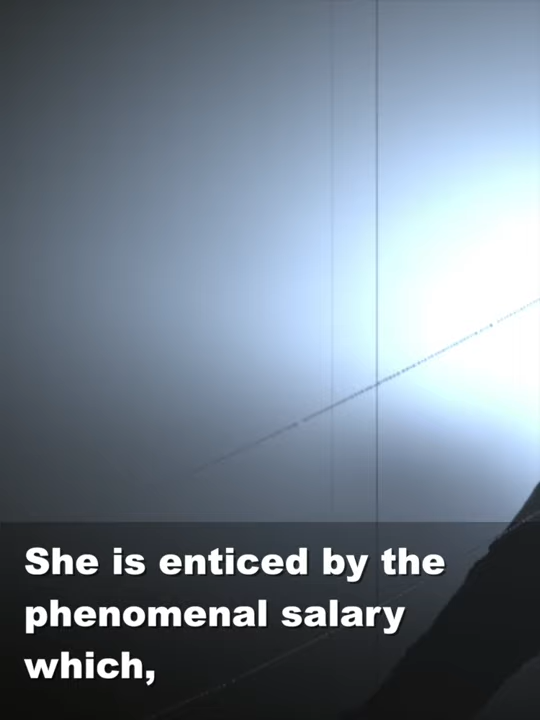 She is enticed by the
phenomenal salary
which,